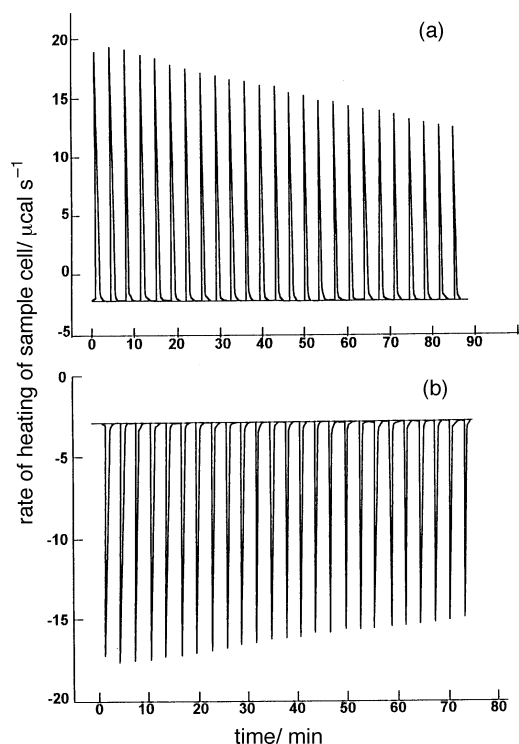 (a)
20
15
10
5
0
-5
0 10 20 30 40 50 60 70 80 90
rate of heating of sample cell/ μcal s⁻¹
(b)
0
-5
-10
-15
-20
0 10 20 30 40 50 60 70 80
time/ min